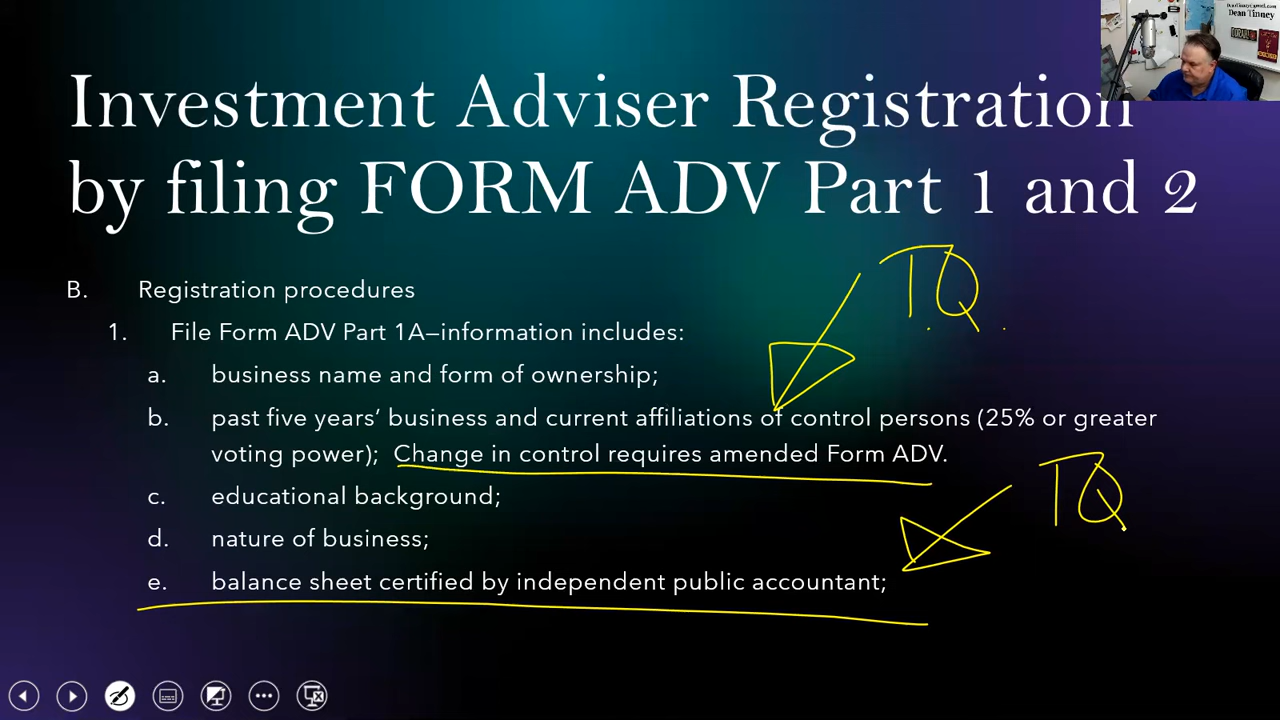 Dean Tinney
Investment Adviser Registration
by filing FORM ADV Part 1 and 2
TQ
B. Registration procedures
1. File Form ADV Part 1A—information includes:
a. business name and form of ownership;
b. past five years' business and current affiliations of control persons (25% or greater
voting power); Change in control requires amended Form ADV.
TQ
c. educational background;
d. nature of business;
e. balance sheet certified by independent public accountant;